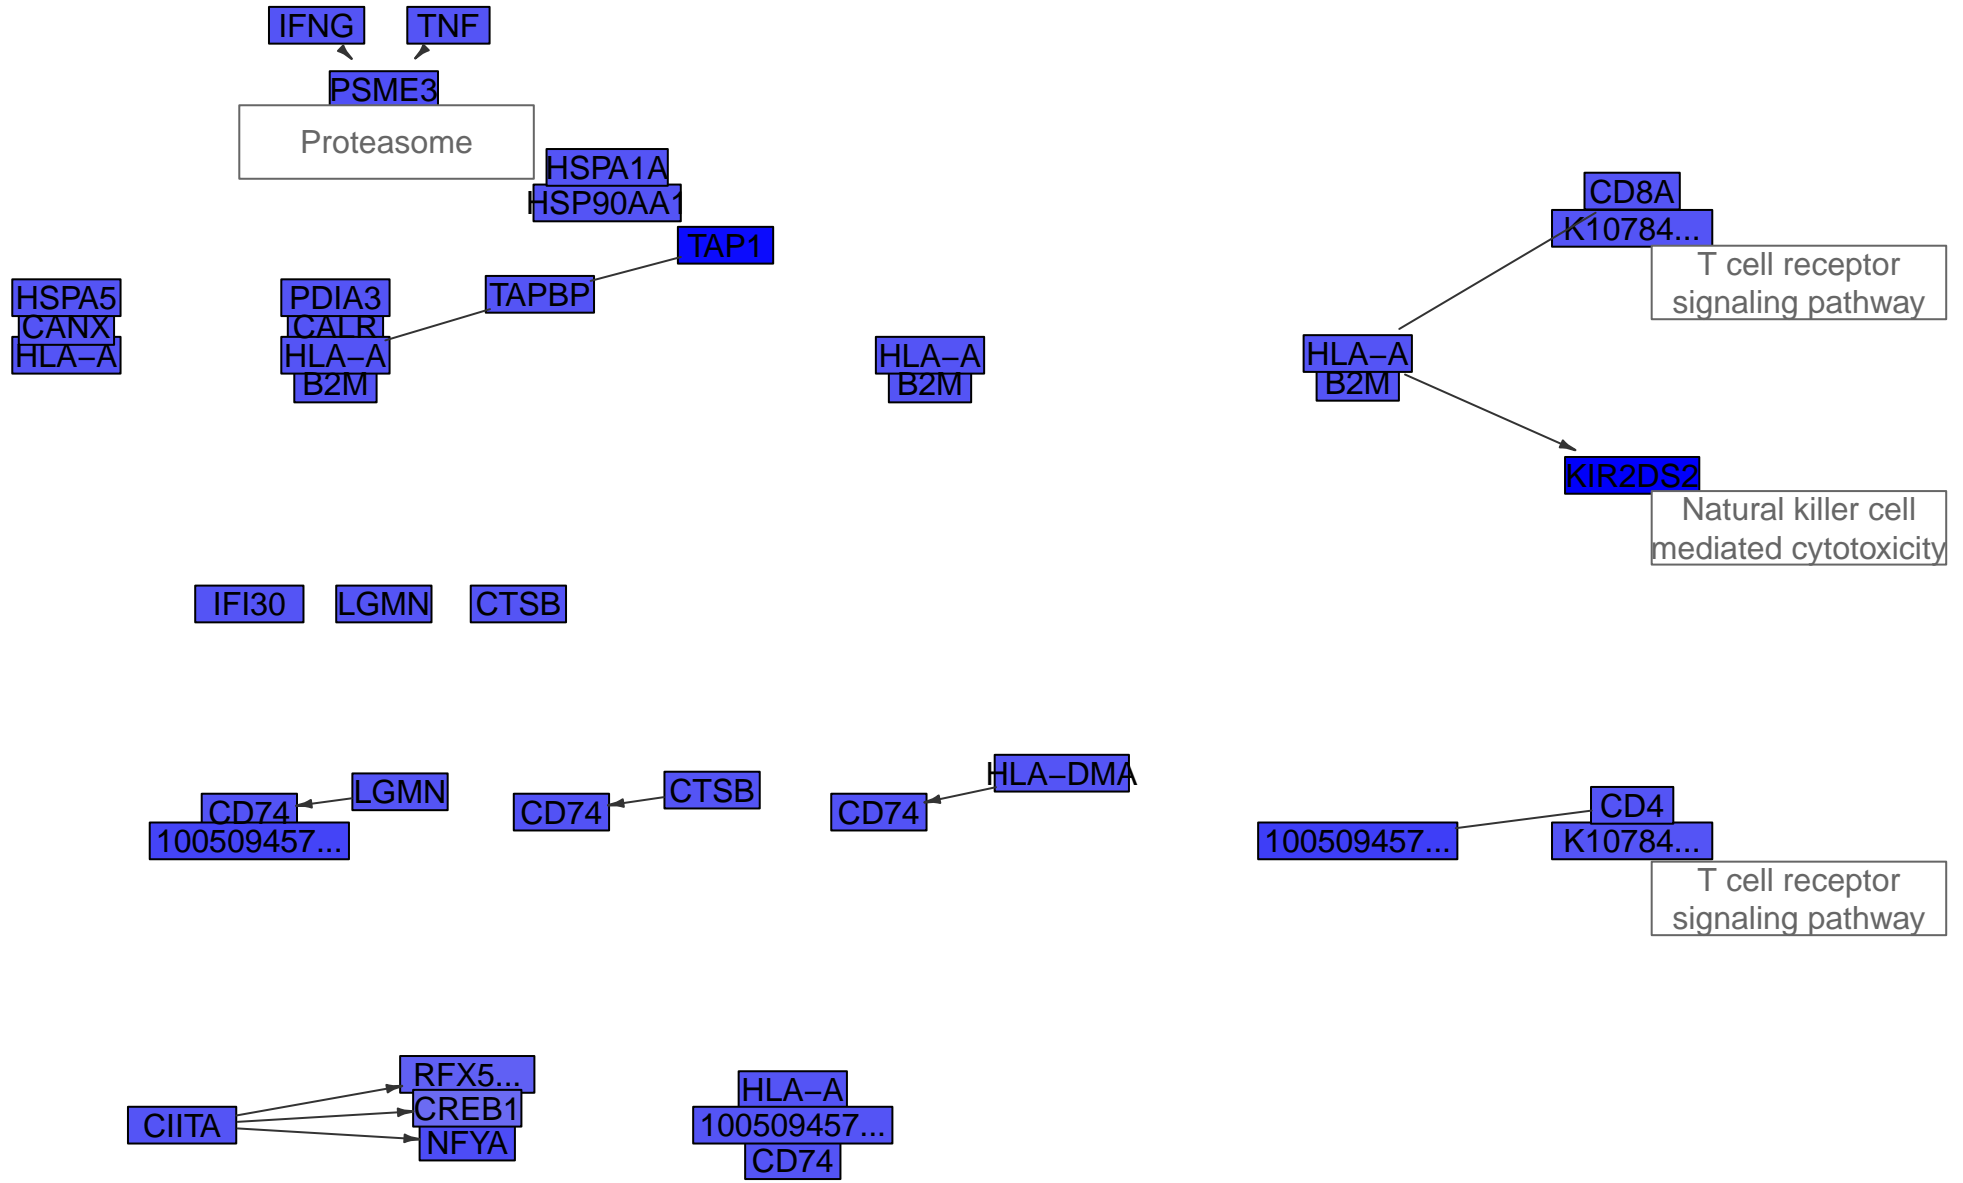 IFNG
TNF
PSME3
Proteasome
HSPA1A
HSP90AA1
TAP1
CD8A
K10784...
T cell receptor
signaling pathway
HSPA5
CANX
HLA−A
PDIA3
CALR
HLA−A
B2M
TAPBP
HLA−A
B2M
HLA−A
B2M
KIR2DS2
Natural killer cell
mediated cytotoxicity
IFI30
LGMN
CTSB
CD74
100509457...
LGMN
CD74
CTSB
CD74
HLA−DMA
100509457...
CD4
K10784...
T cell receptor
signaling pathway
CIITA
RFX5...
CREB1
NFYA
HLA−A
100509457...
CD74